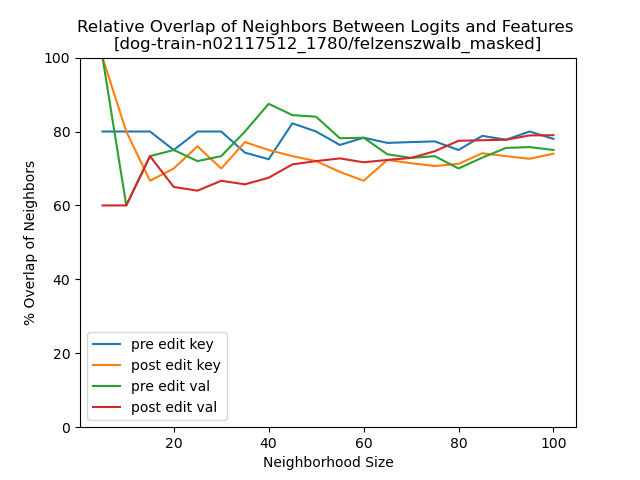 Relative Overlap of Neighbors Between Logits and Features
[dog-train-n02117512_1780/felzenszwalb_masked]
100
80
60
40
20
0
% Overlap of Neighbors
pre edit key
post edit key
pre edit val
post edit val
20 40 60 80 100
Neighborhood Size